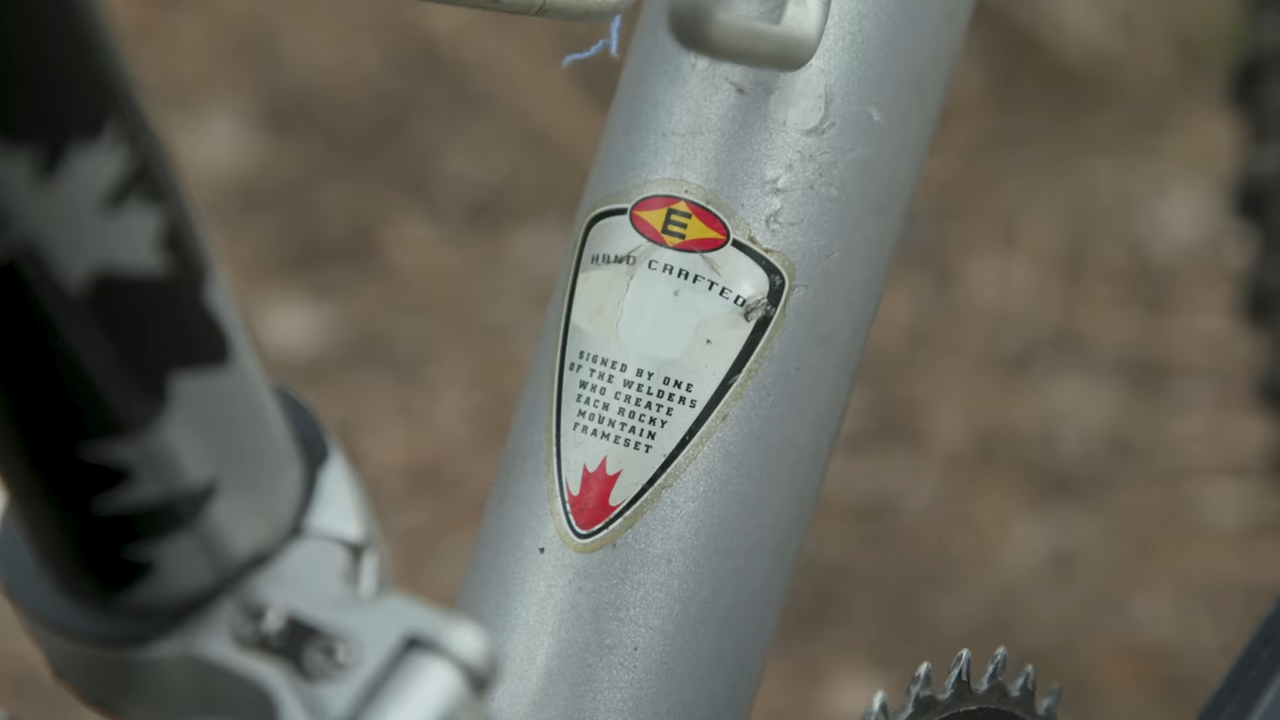 E
HAND CRAFTED
SIGNED BY ONE
OF THE WELDERS
WHO CREATE
EACH ROCKY
MOUNTAIN
FRAMESET